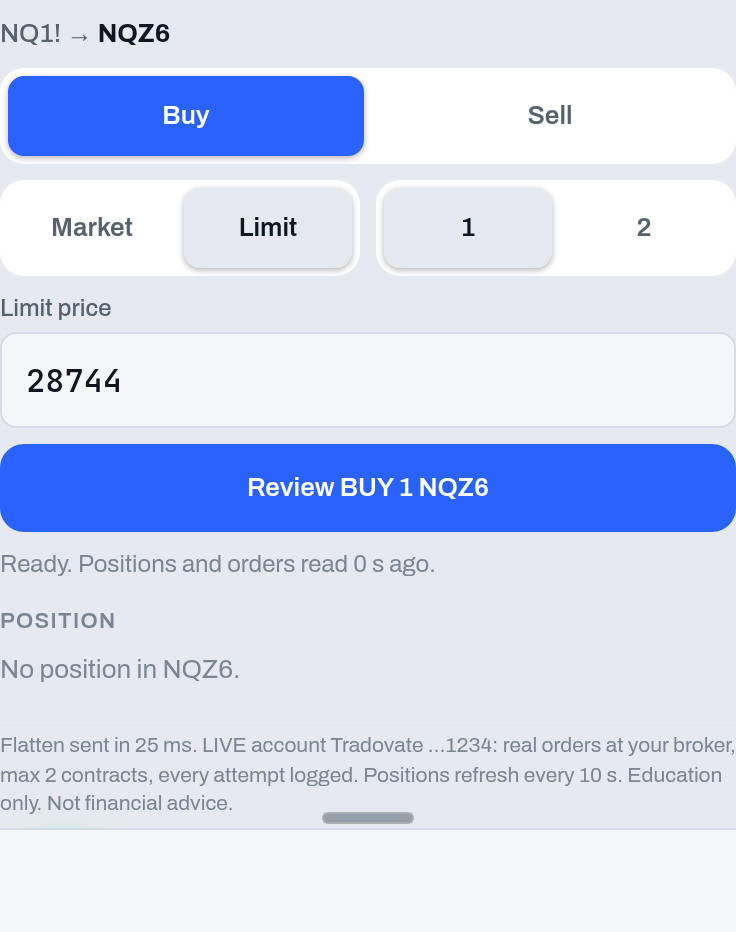 NQ1! → NQZ6
Buy
Sell
Market
Limit
1
2
Limit price
28744
Review BUY 1 NQZ6
Ready. Positions and orders read 0 s ago.
POSITION
No position in NQZ6.
Flatten sent in 25 ms. LIVE account Tradovate …1234: real orders at your broker,
max 2 contracts, every attempt logged. Positions refresh every 10 s. Education
only. Not financial advice.